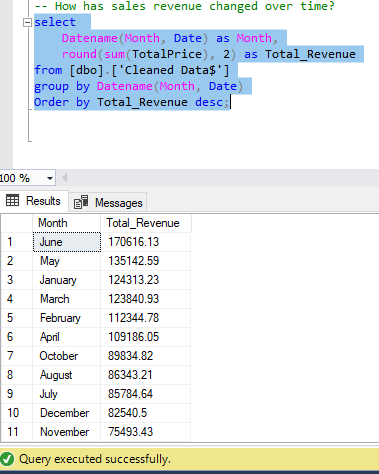 -- How has sales revenue changed over time?
select
Datename(Month, Date) as Month,
round(sum(TotalPrice), 2) as Total_Revenue
from [dbo].['Cleaned Data$']
group by Datename(Month, Date)
Order by Total_Revenue desc;
100 %
Results Messages
Month Total_Revenue
1 June 170616.13
2 May 135142.59
3 January 124313.23
4 March 123840.93
5 February 112344.78
6 April 109186.05
7 October 89834.82
8 August 86343.21
9 July 85784.64
10 December 82540.5
11 November 75493.43
Query executed successfully.